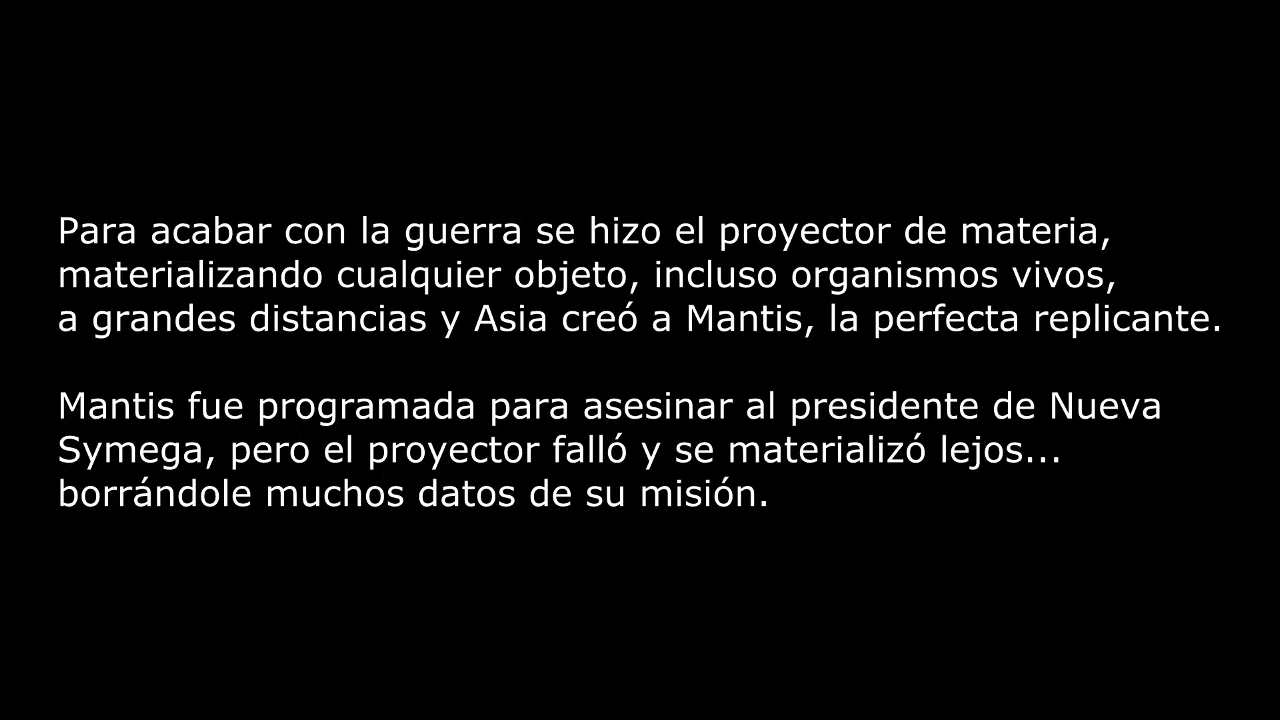 Para acabar con la guerra se hizo el proyector de materia,
materializando cualquier objeto, incluso organismos vivos,
a grandes distancias y Asia creó a Mantis, la perfecta replicante.
Mantis fue programada para asesinar al presidente de Nueva
Symega, pero el proyector falló y se materializó lejos...
borrándole muchos datos de su misión.